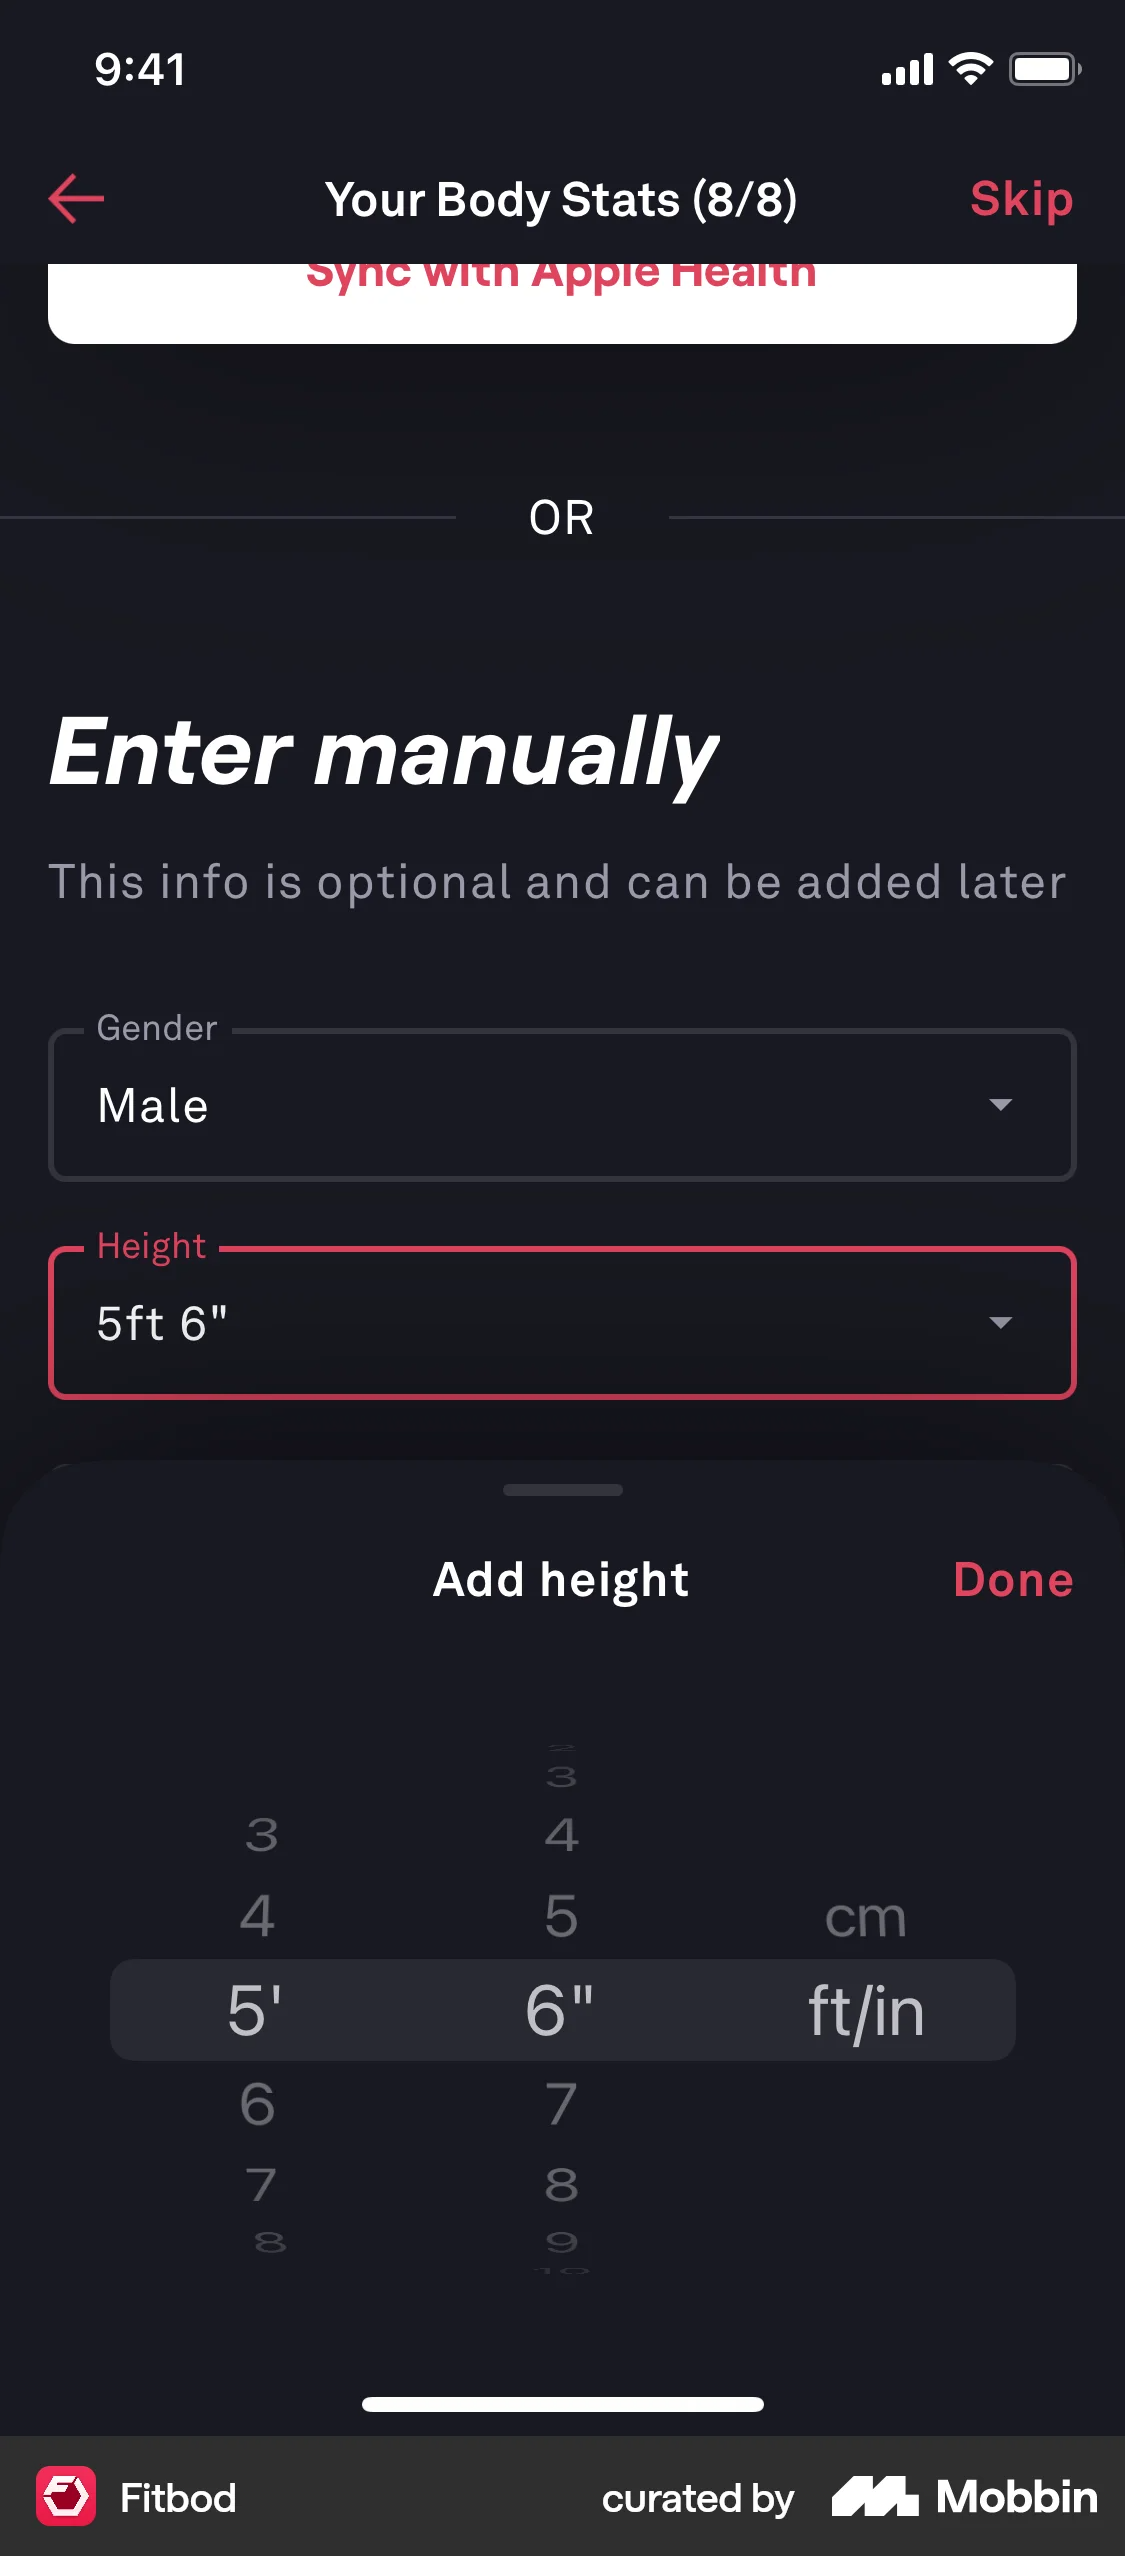 9:41
Your Body Stats (8/8)
Skip
Sync with Apple Health
OR
Enter manually
This info is optional and can be added later
Gender
Male
Height
5ft 6"
Add height
Done
2
3
3 4
4 5 cm
5' 6" ft/in
6 7
7 8
8 9
10
Fitbod
curated by Mobbin